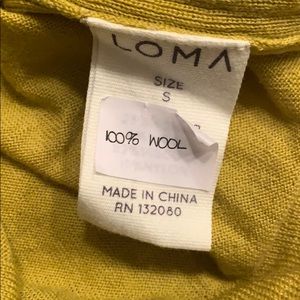 LOMA
SIZE
S
100% WOOL
MADE IN CHINA
RN 132080